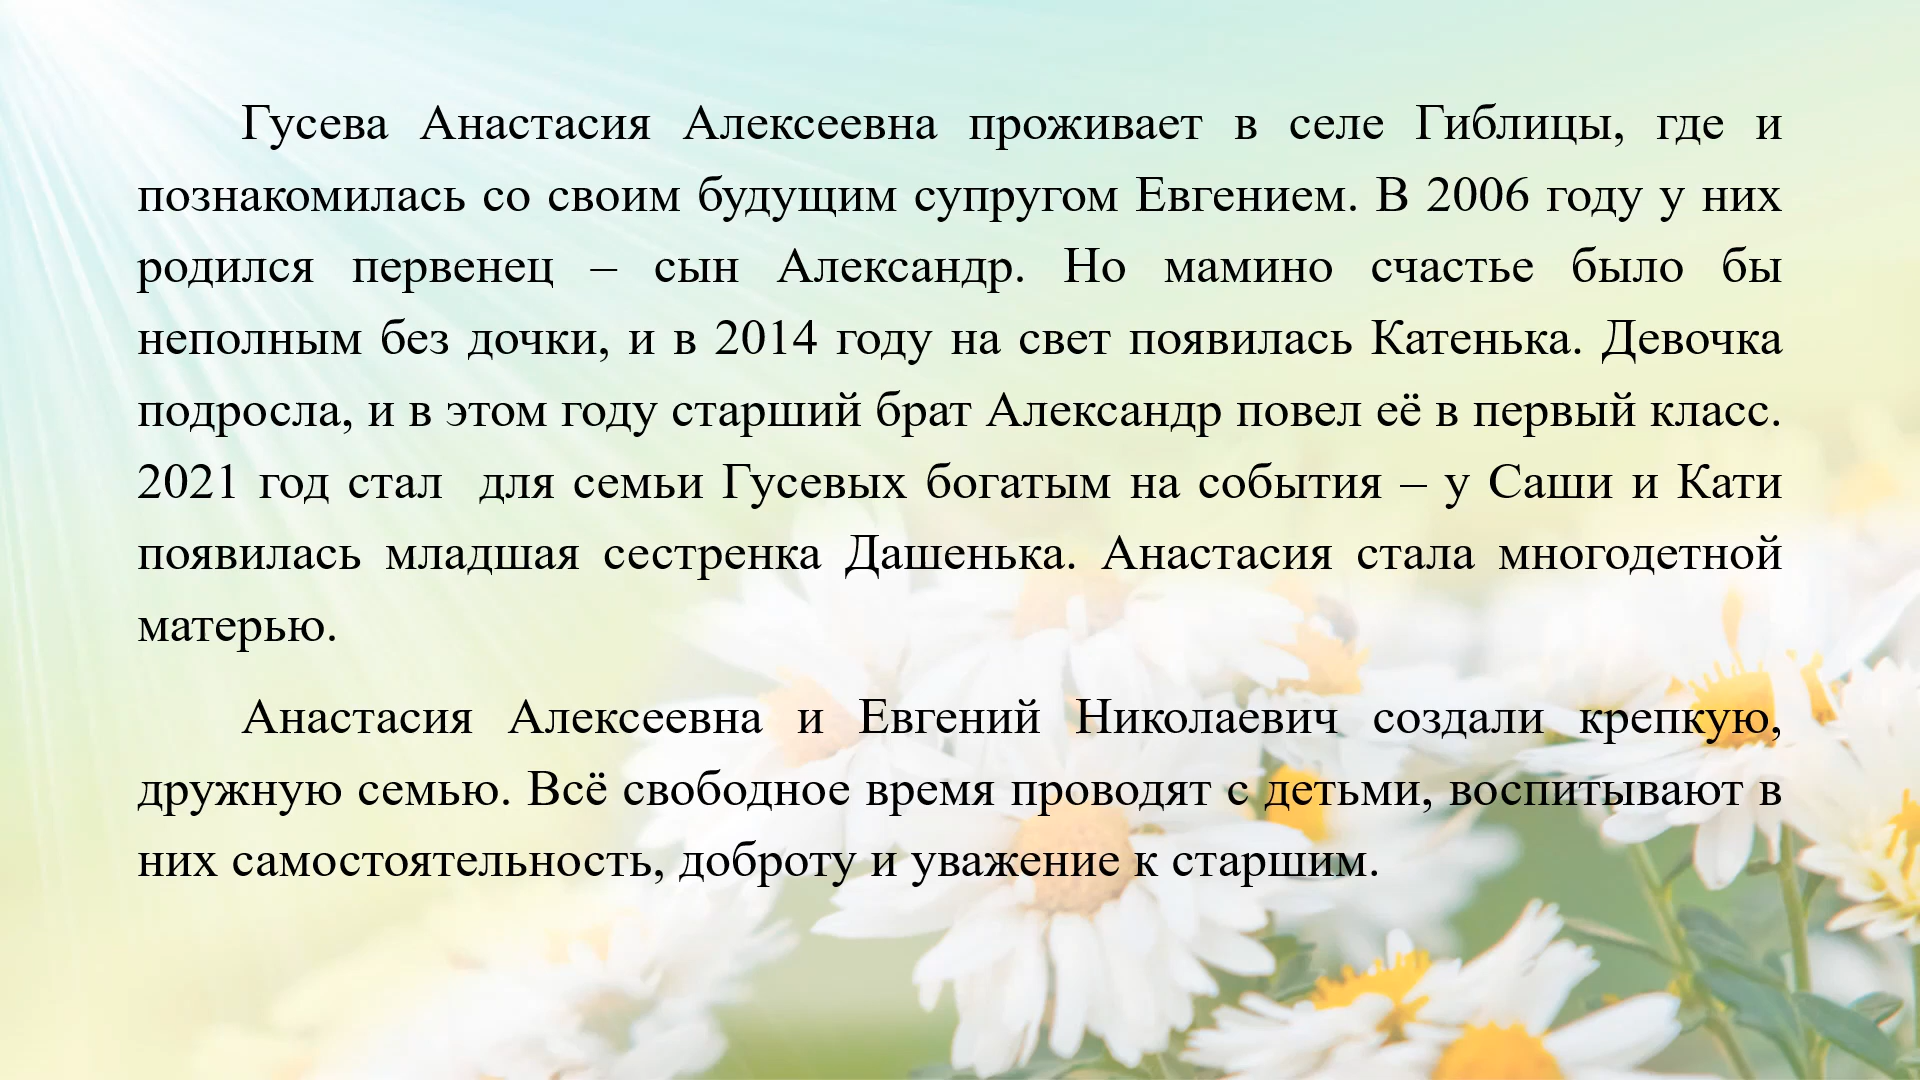 Гусева Анастасия Алексеевна проживает в селе Гиблицы, где и
познакомилась со своим будущим супругом Евгением. В 2006 году у них
родился первенец – сын Александр. Но мамино счастье было бы
неполным без дочки, и в 2014 году на свет появилась Катенька. Девочка
подросла, и в этом году старший брат Александр повел её в первый класс.
2021 год стал  для семьи Гусевых богатым на события – у Саши и Кати
появилась младшая сестренка Дашенька. Анастасия стала многодетной
матерью.
Анастасия Алексеевна и Евгений Николаевич создали крепкую,
дружную семью. Всё свободное время проводят с детьми, воспитывают в
них самостоятельность, доброту и уважение к старшим.